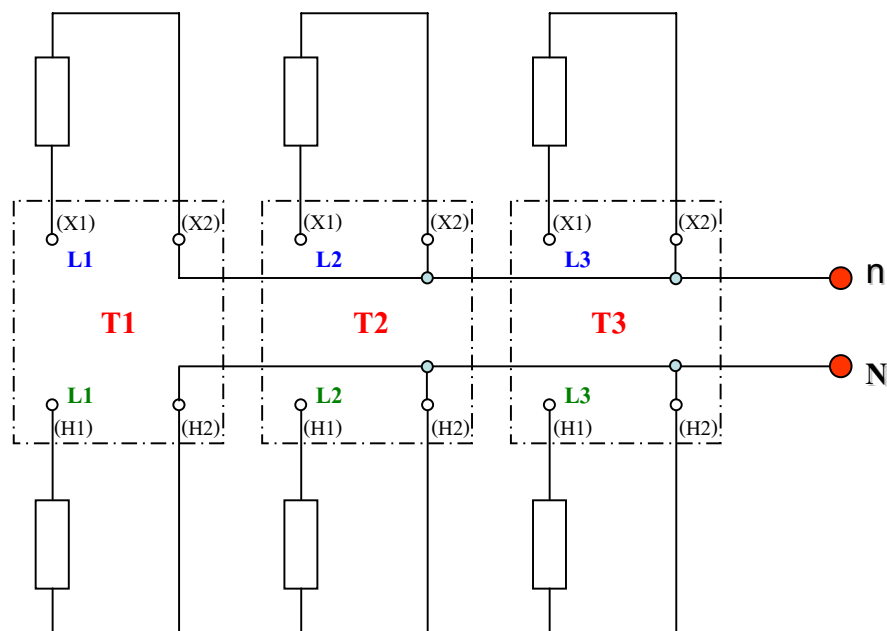 (X1) (X2) (X1) (X2) (X1) (X2)
L1 L2 L3
n
T1 T2 T3
N
L1 L2 L3
(H1) (H2) (H1) (H2) (H1) (H2)